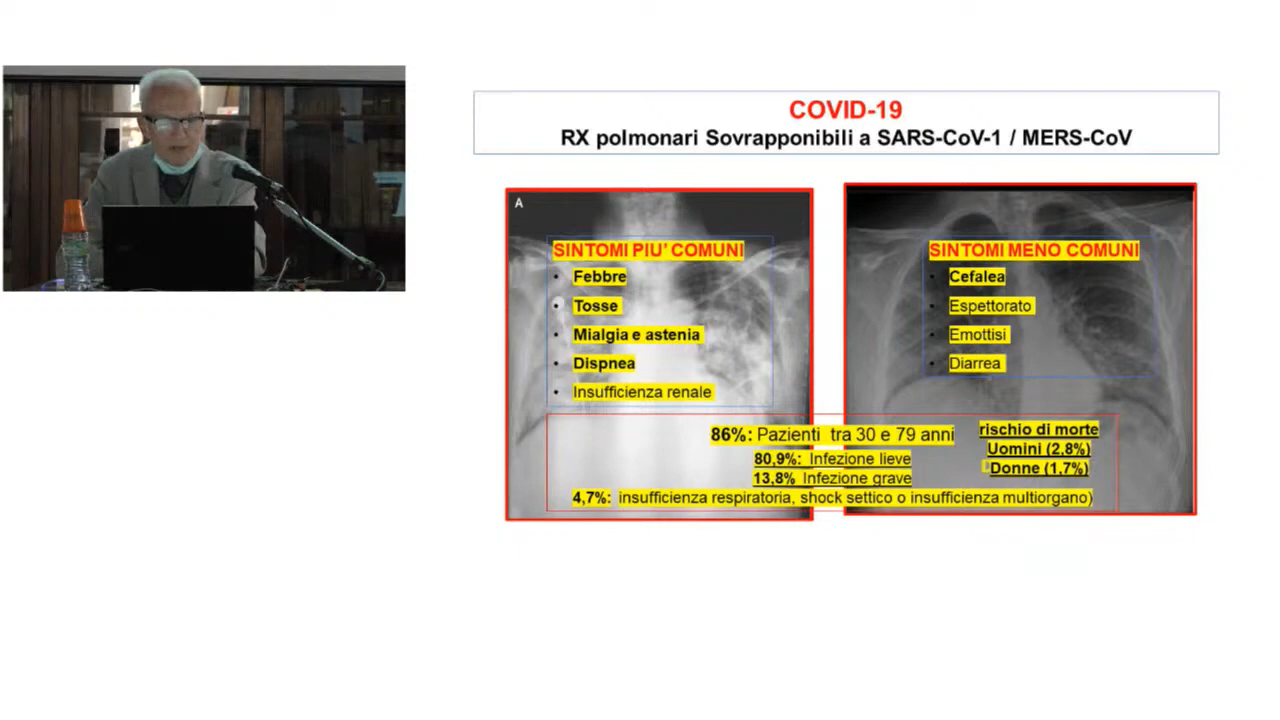 COVID-19
RX polmonari Sovrapponibili a SARS-CoV-1 / MERS-CoV
A
SINTOMI PIU' COMUNI
• Febbre
• Tosse
• Mialgia e astenia
• Dispnea
• Insufficienza renale
SINTOMI MENO COMUNI
• Cefalea
• Espettorato
• Emottisi
• Diarrea
86%: Pazienti tra 30 e 79 anni
80,9%: Infezione lieve
13,8% Infezione grave
4,7%: insufficienza respiratoria, shock settico o insufficienza multiorgano)
rischio di morte
Uomini (2,8%)
Donne (1,7%)